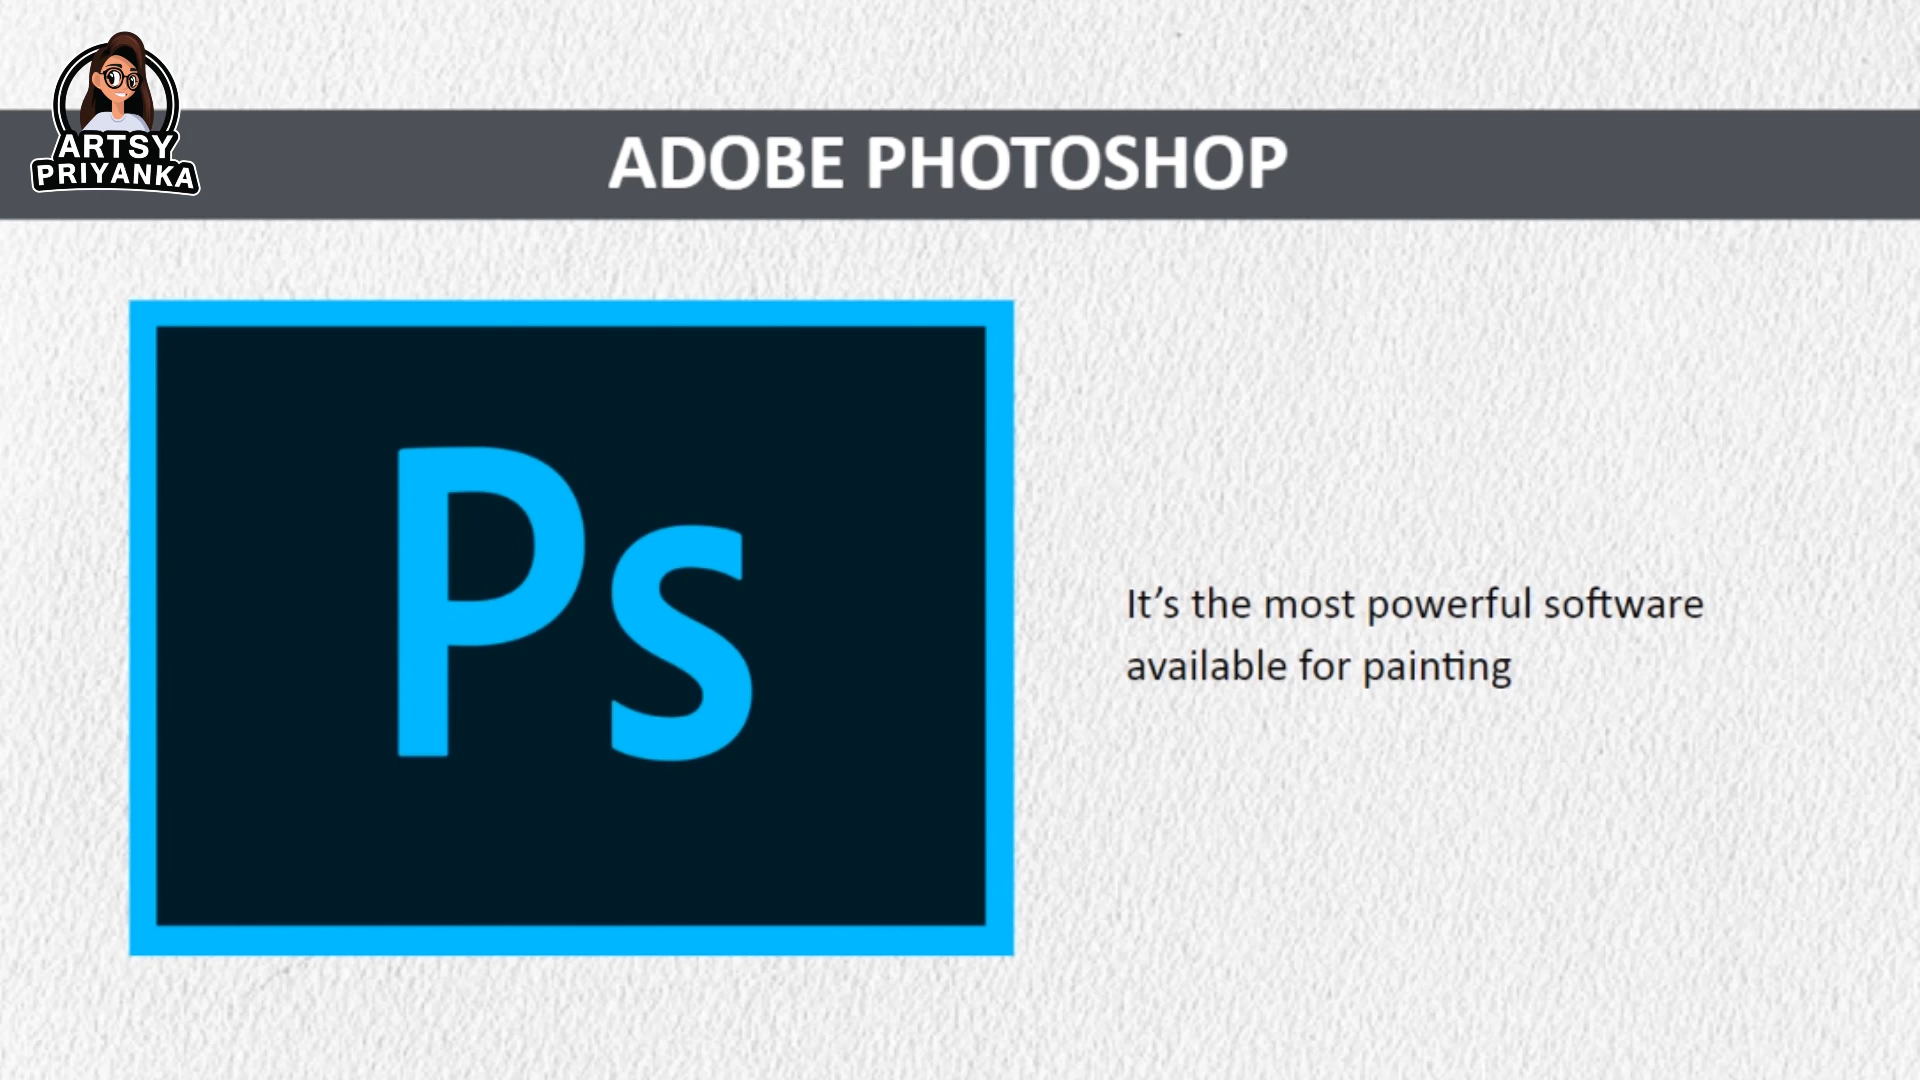 ARTSY
PRIYANKA
ADOBE PHOTOSHOP
Ps
It’s the most powerful software
available for painting